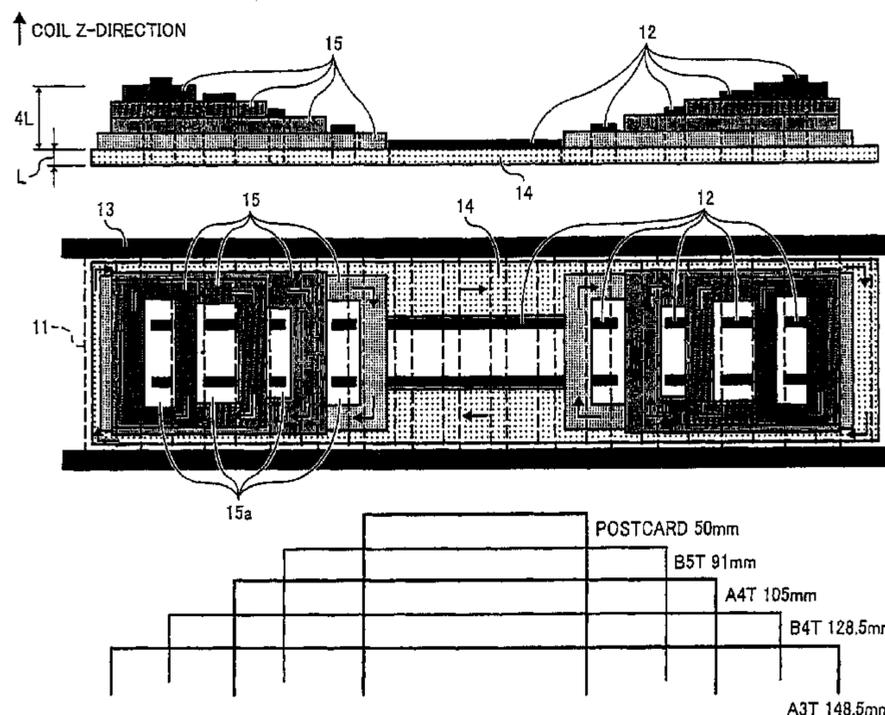 COIL Z-DIRECTION
15
12
4L
L
14
13
15
14
12
11
15a
POSTCARD 50mm
B5T 91mm
A4T 105mm
B4T 128.5mm
A3T 148.5mm